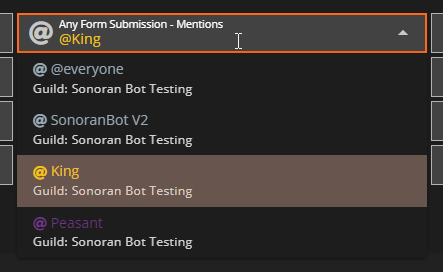 @ Any Form Submission - Mentions
@King
@ @everyone
Guild: Sonoran Bot Testing
@ SonoranBot V2
Guild: Sonoran Bot Testing
@ King
Guild: Sonoran Bot Testing
@ Peasant
Guild: Sonoran Bot Testing